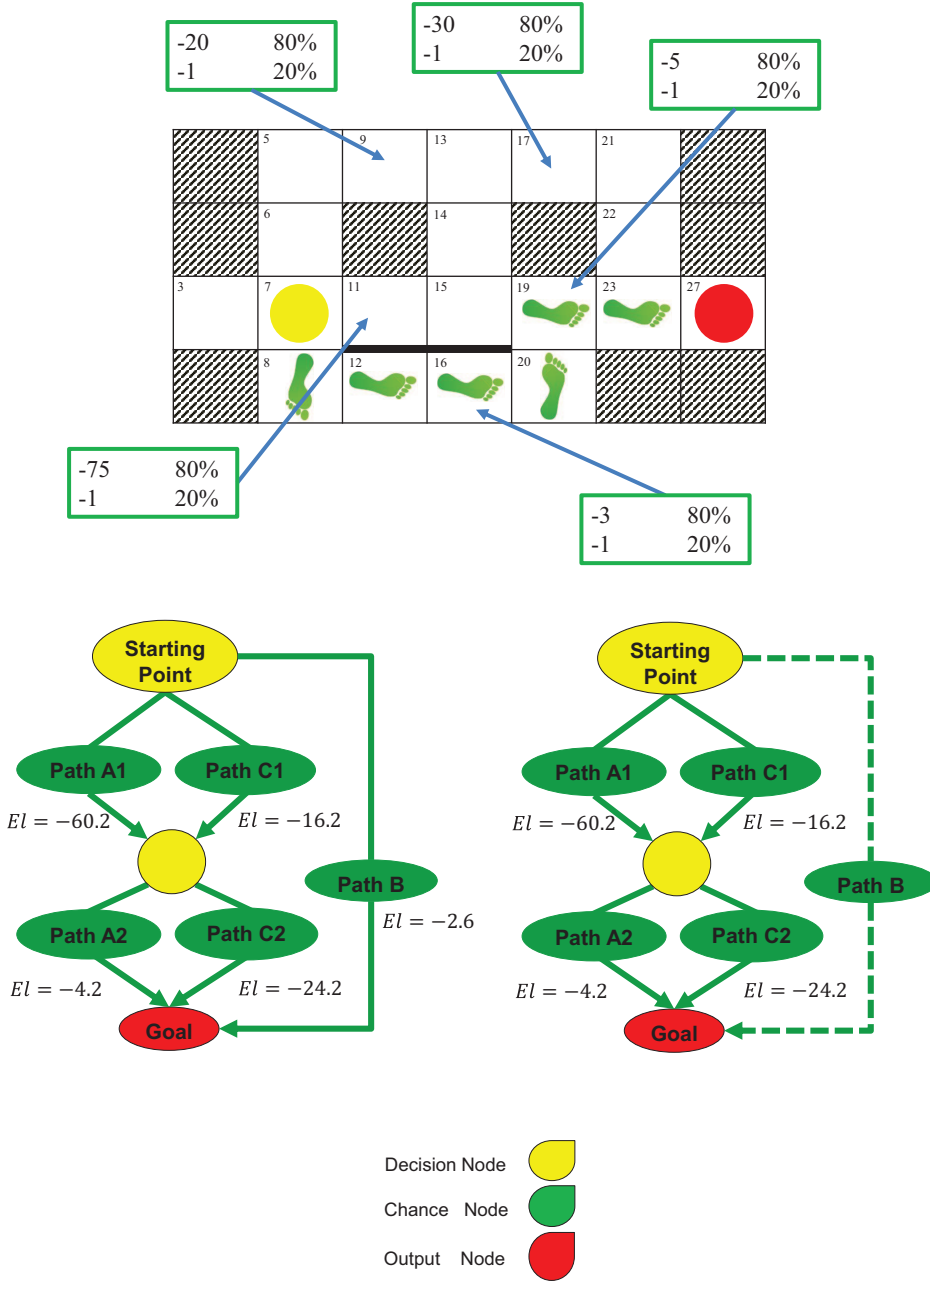 -20 80%
-1 20%
-30 80%
-1 20%
-5 80%
-1 20%
5 9 13 17 21
6 14 22
3 7 11 15 19 23 27
8 12 16 20
-75 80%
-1 20%
-3 80%
-1 20%
Starting
Point
Path A1 Path C1
El = −60.2 El = −16.2
Path B
El = −2.6
Path A2 Path C2
El = −4.2 El = −24.2
Goal
Starting
Point
Path A1 Path C1
El = −60.2 El = −16.2
Path B
Path A2 Path C2
El = −4.2 El = −24.2
Goal
Decision Node
Chance Node
Output Node